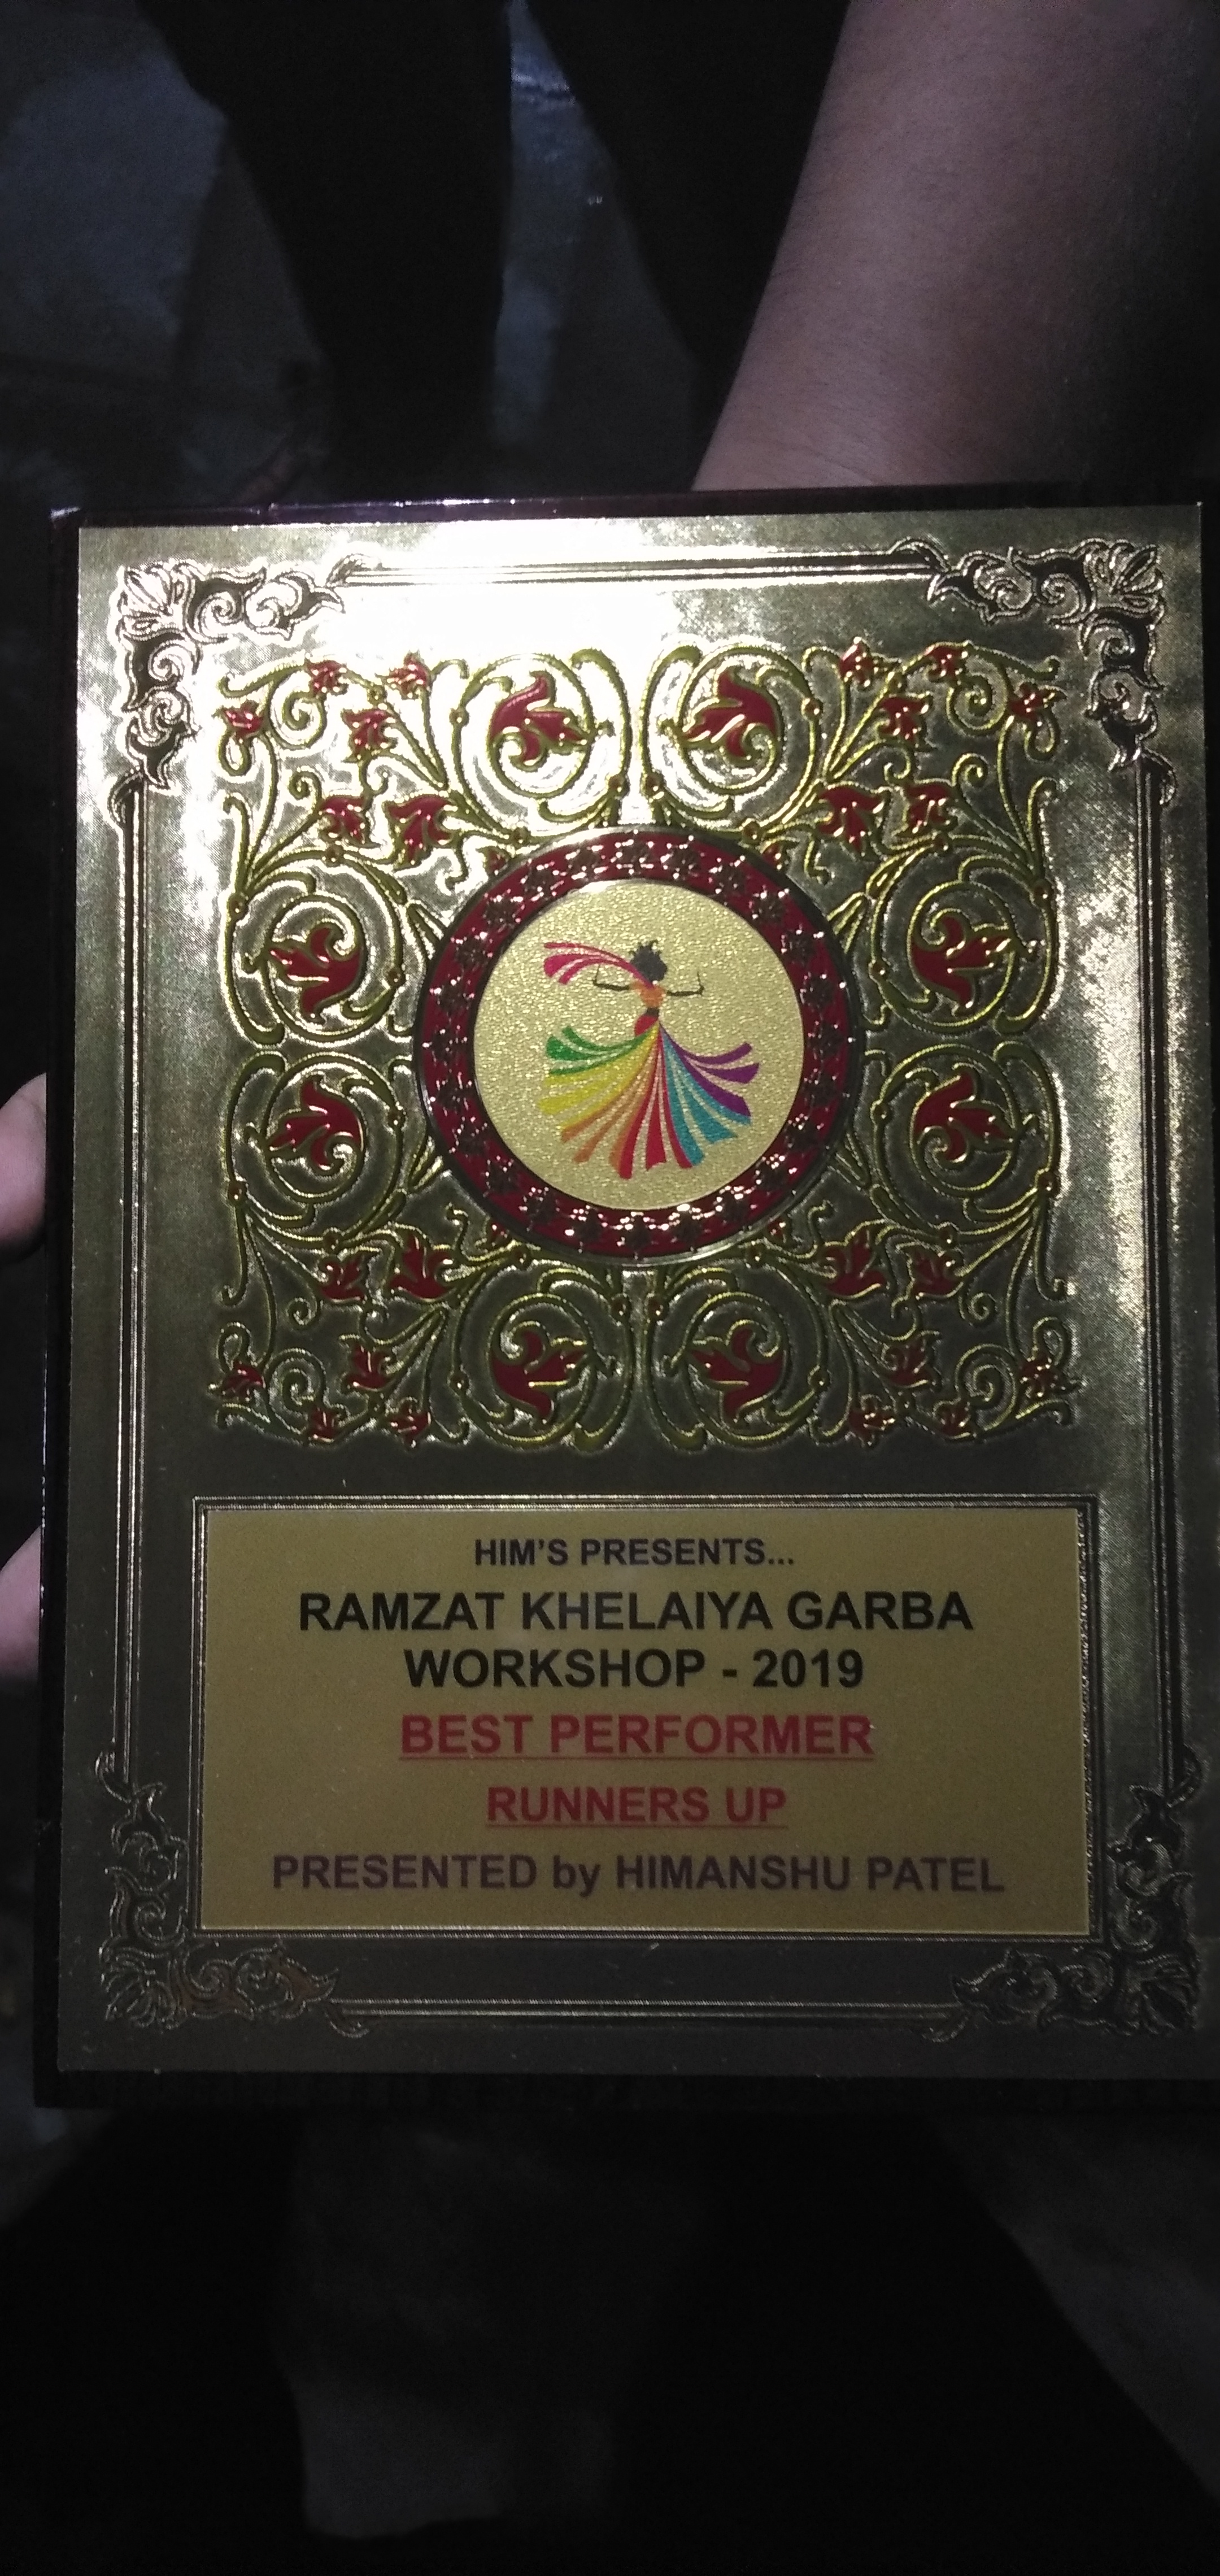 HIM'S PRESENTS...
RAMZAT KHELAIYA GARBA
WORKSHOP - 2019
BEST PERFORMER
RUNNERS UP
PRESENTED by HIMANSHU PATEL